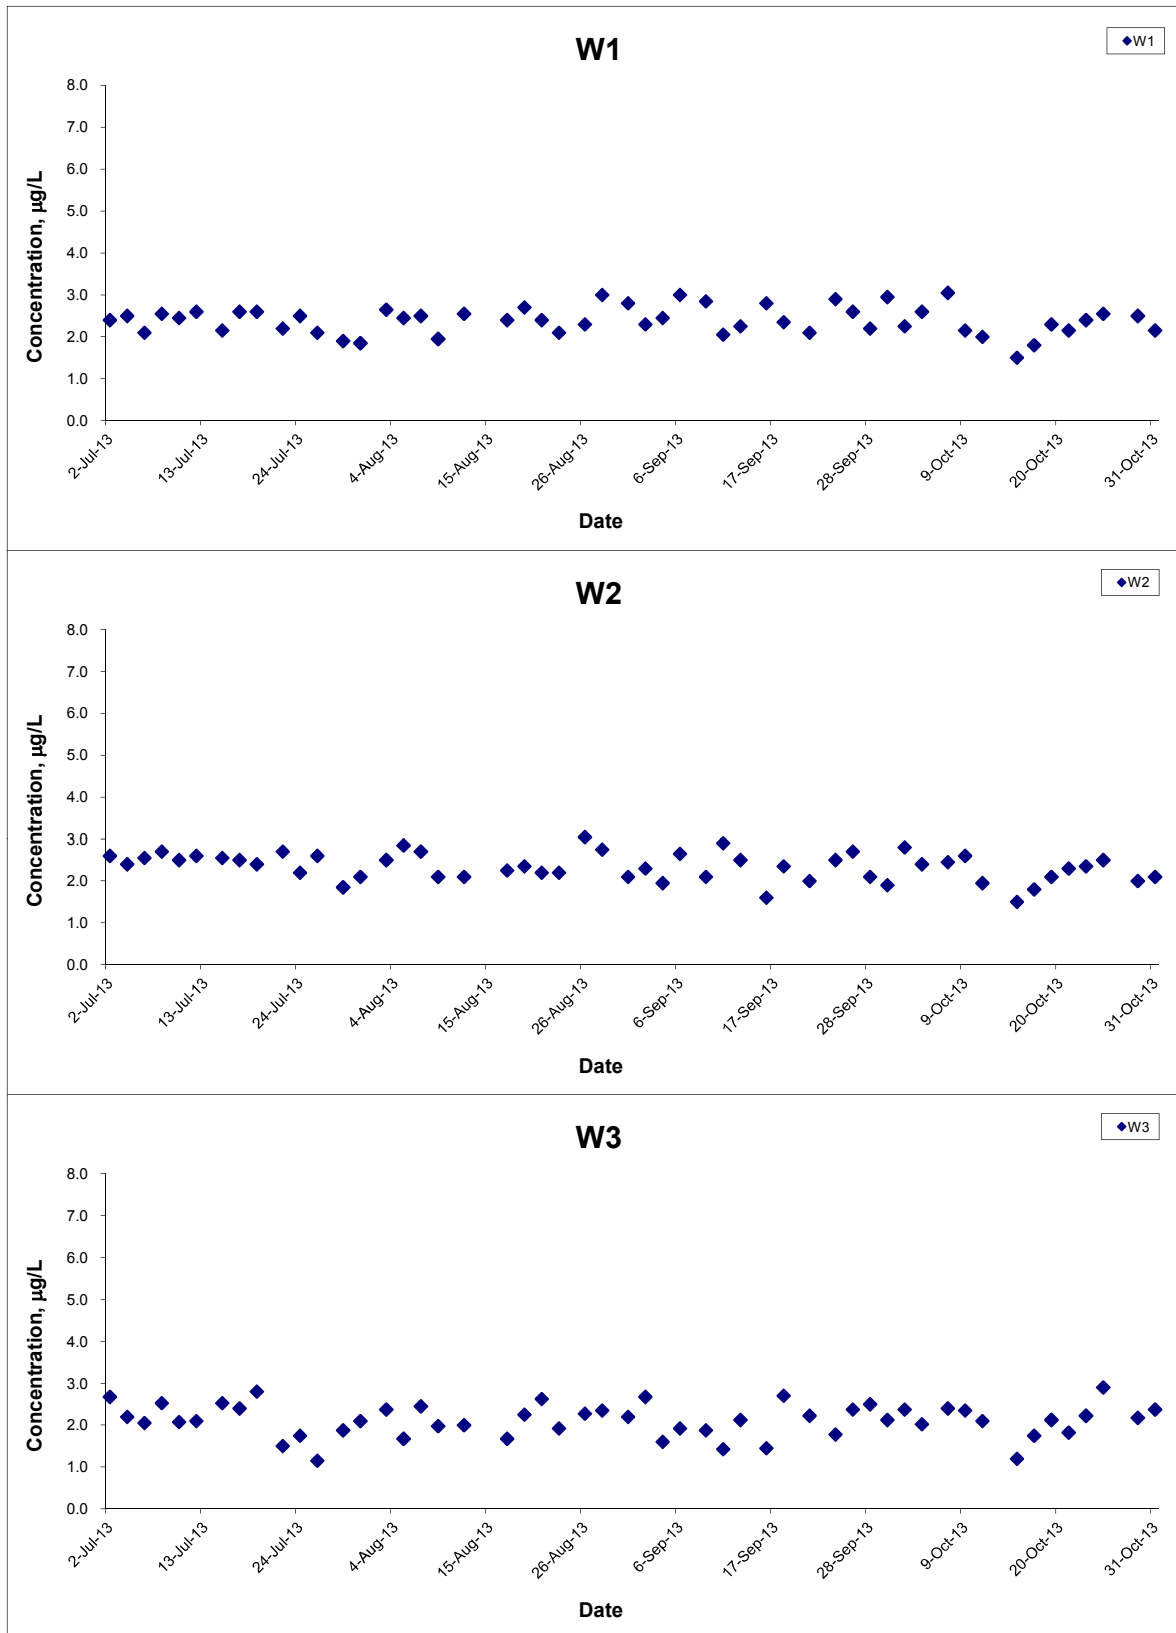 W1
W1
8.0
7.0
6.0
5.0
4.0
3.0
2.0
1.0
0.0
Concentration, µg/L
2-Jul-13
13-Jul-13
24-Jul-13
4-Aug-13
15-Aug-13
26-Aug-13
6-Sep-13
17-Sep-13
28-Sep-13
9-Oct-13
20-Oct-13
31-Oct-13
Date
W2
W2
8.0
7.0
6.0
5.0
4.0
3.0
2.0
1.0
0.0
Concentration, µg/L
2-Jul-13
13-Jul-13
24-Jul-13
4-Aug-13
15-Aug-13
26-Aug-13
6-Sep-13
17-Sep-13
28-Sep-13
9-Oct-13
20-Oct-13
31-Oct-13
Date
W3
W3
8.0
7.0
6.0
5.0
4.0
3.0
2.0
1.0
0.0
Concentration, µg/L
2-Jul-13
13-Jul-13
24-Jul-13
4-Aug-13
15-Aug-13
26-Aug-13
6-Sep-13
17-Sep-13
28-Sep-13
9-Oct-13
20-Oct-13
31-Oct-13
Date